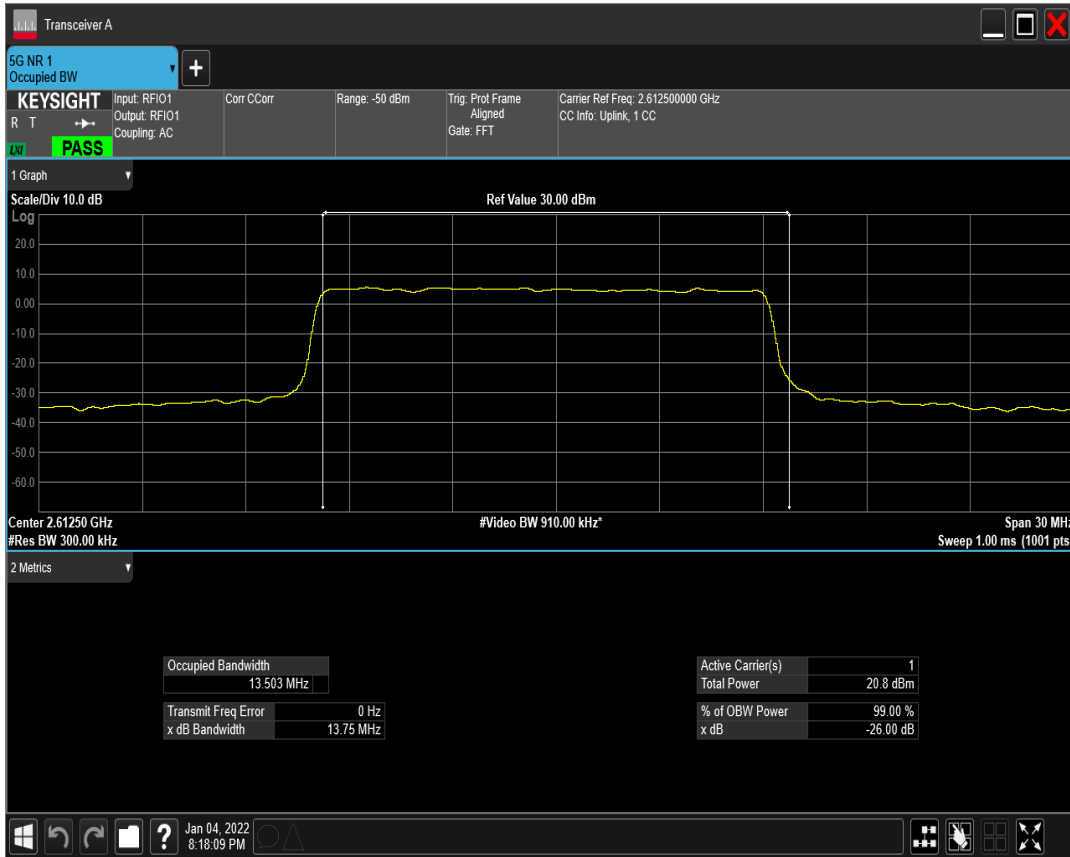 Transceiver A
5G NR 1
Occupied BW
+
KEYSIGHT
R T
LXI
PASS
Input: RFIO1
Output: RFIO1
Coupling: AC
Corr CCorr
Range: -50 dBm
Trig: Prot Frame
Aligned
Gate: FFT
Carrier Ref Freq: 2.612500000 GHz
CC Info: Uplink, 1 CC
1 Graph
Scale/Div 10.0 dB
Ref Value 30.00 dBm
Log
20.0
10.0
0.00
-10.0
-20.0
-30.0
-40.0
-50.0
-60.0
Center 2.61250 GHz
#Video BW 910.00 kHz*
Span 30 MHz
#Res BW 300.00 kHz
Sweep 1.00 ms (1001 pts
2 Metrics
Occupied Bandwidth
13.503 MHz
Transmit Freq Error 0 Hz
x dB Bandwidth 13.75 MHz
Active Carrier(s) 1
Total Power 20.8 dBm
% of OBW Power 99.00 %
x dB -26.00 dB
?
Jan 04, 2022
8:18:09 PM